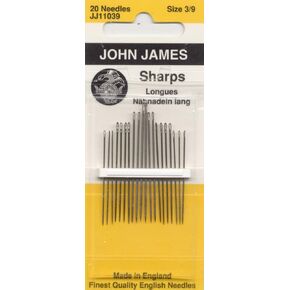 20 Needles Size 3/9
JJ11039
JOHN JAMES
Sharps
Longues
Nähnadeln lang
Made in England
Finest Quality English Needles